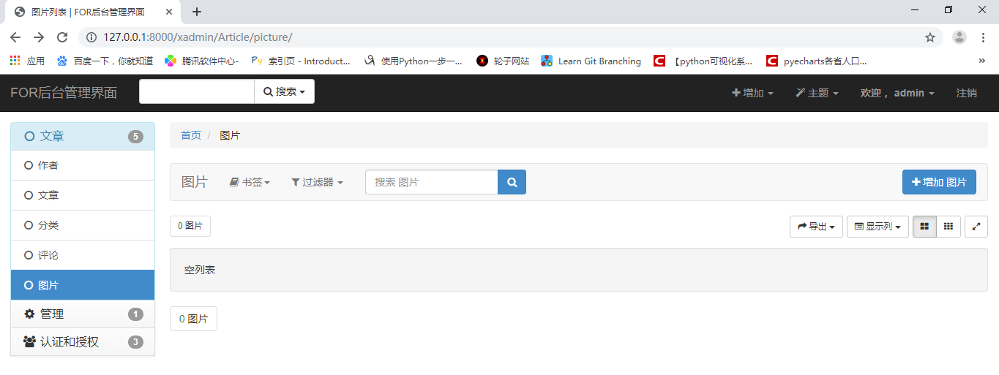 图片列表 | FOR后台管理界面
127.0.0.1:8000/xadmin/Article/picture/
应用 百度一下，你就知道 腾讯软件中心- 索引页 - Introduct... 使用Python一步一... 轮子网站 Learn Git Branching 【python可视化系... pyecharts各省人口... »
FOR后台管理界面 搜索 增加 主题 欢迎， admin 注销
文章 5
首页 / 图片
作者
图片 书签 过滤器 搜索 图片 增加 图片
文章
分类
0 图片 导出 显示列
评论
空列表
图片
管理 1
0 图片
认证和授权 3